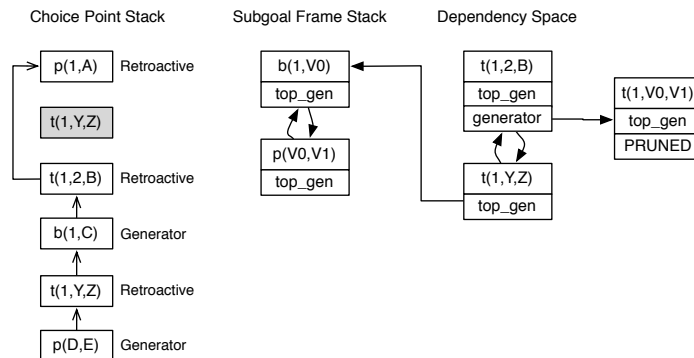 Choice Point Stack
Subgoal Frame Stack
Dependency Space
p(1,A)
Retroactive
t(1,Y,Z)
t(1,2,B)
Retroactive
b(1,C)
Generator
t(1,Y,Z)
Retroactive
p(D,E)
Generator
b(1,V0)
top_gen
p(V0,V1)
top_gen
t(1,2,B)
top_gen
generator
t(1,Y,Z)
top_gen
t(1,V0,V1)
top_gen
PRUNED